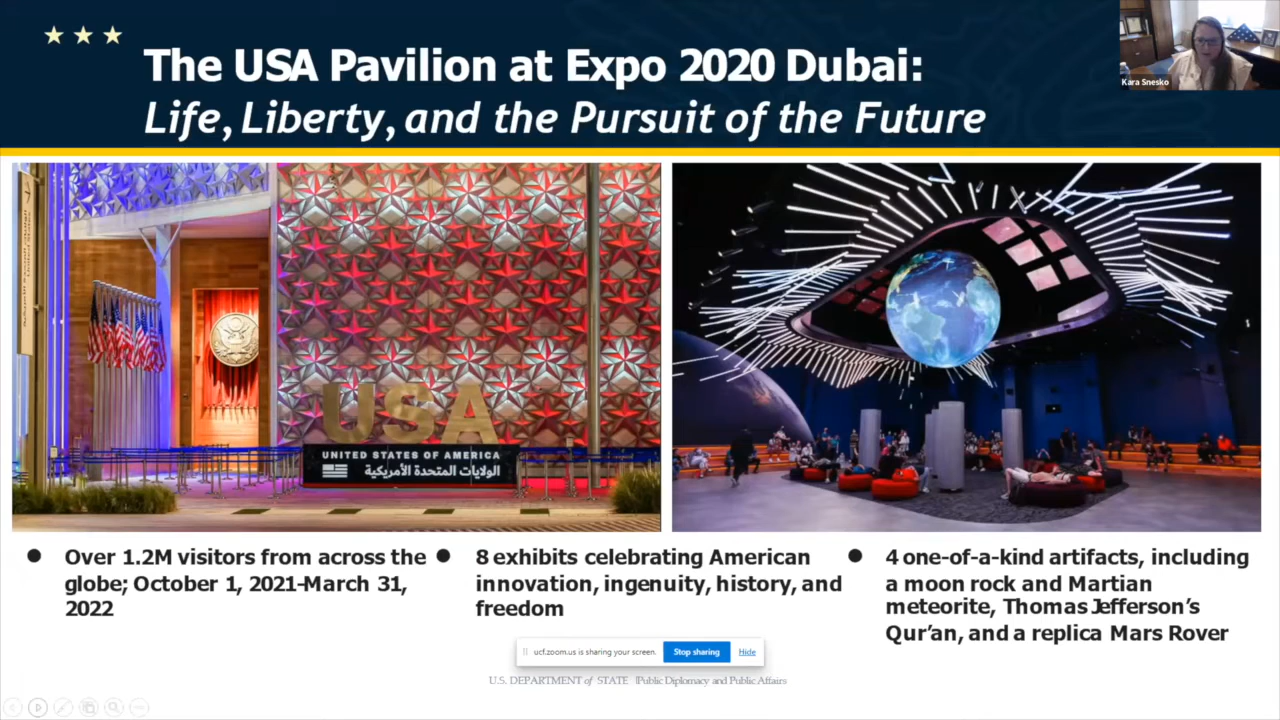 The USA Pavilion at Expo 2020 Dubai:
Life, Liberty, and the Pursuit of the Future
Kara Snesko
USA
UNITED STATES OF AMERICA
الولايات المتحدة الأمريكية
● Over 1.2M visitors from across the
globe; October 1, 2021-March 31,
2022
● 8 exhibits celebrating American
innovation, ingenuity, history, and
freedom
● 4 one-of-a-kind artifacts, including
a moon rock and Martian
meteorite, Thomas Jefferson's
Qur'an, and a replica Mars Rover
ucf.zoom.us is sharing your screen. Stop sharing Hide
U.S. DEPARTMENT of STATE | Public Diplomacy and Public Affairs